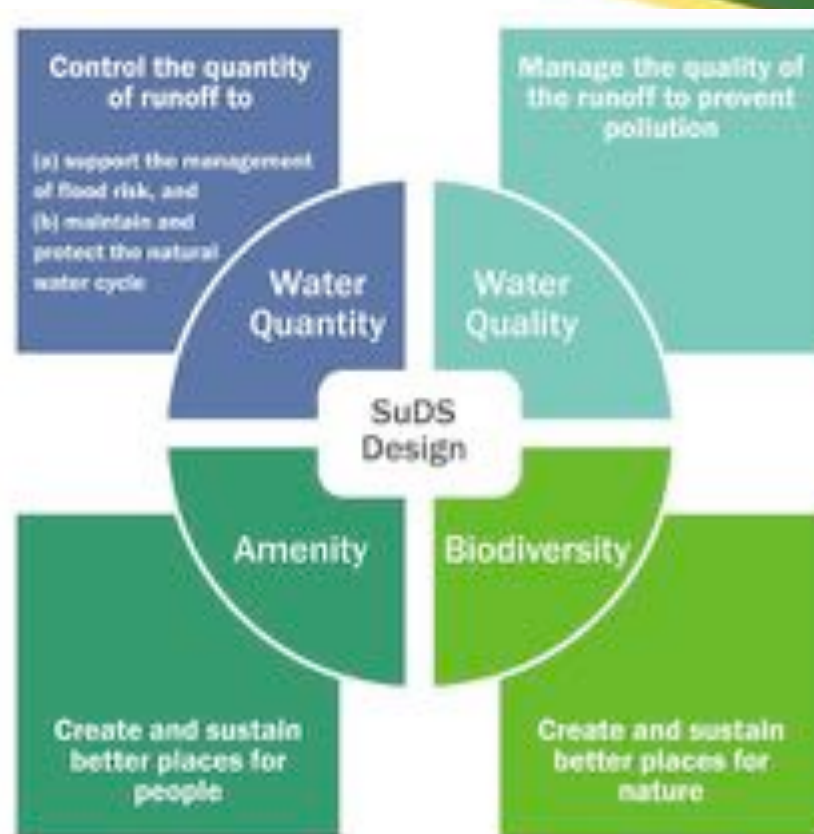 Control the quantity
of runoff to
(a) support the management
of flood risk, and
(b) maintain and
protect the natural
water cycle
Water
Quantity
Manage the quality of
the runoff to prevent
pollution
Water
Quality
SuDS
Design
Amenity
Create and sustain
better places for
people
Biodiversity
Create and sustain
better places for
nature